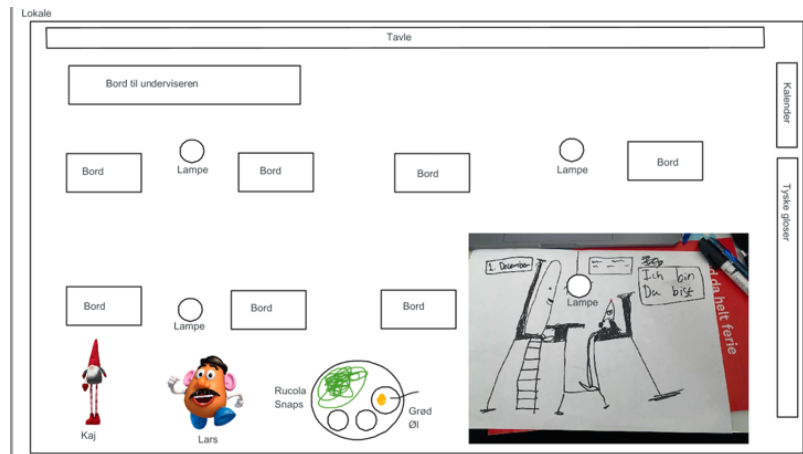 Lokale
Tavle
Bord til underviseren
Kalender
Lampe
Lampe
Bord
Bord
Bord
Bord
Tyske gloser
1. December
Ich bin
Du bist
Lampe
d da helt ferie
Bord
Lampe
Bord
Bord
Rucola
Snaps
Grød
Øl
Kaj
Lars